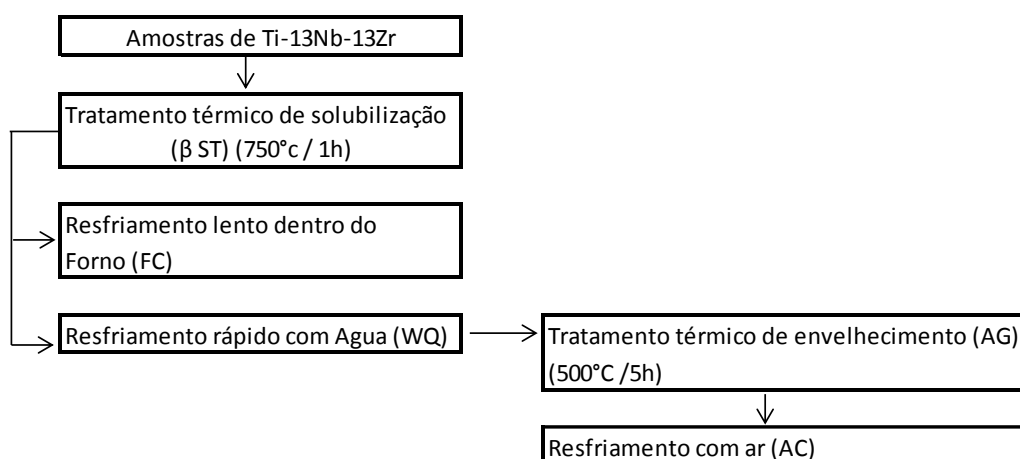 Amostras de Ti-13Nb-13Zr
Tratamento térmico de solubilização
(β ST) (750°c / 1h)
Resfriamento lento dentro do
Forno (FC)
Resfriamento rápido com Agua (WQ)
Tratamento térmico de envelhecimento (AG)
(500°C /5h)
Resfriamento com ar (AC)